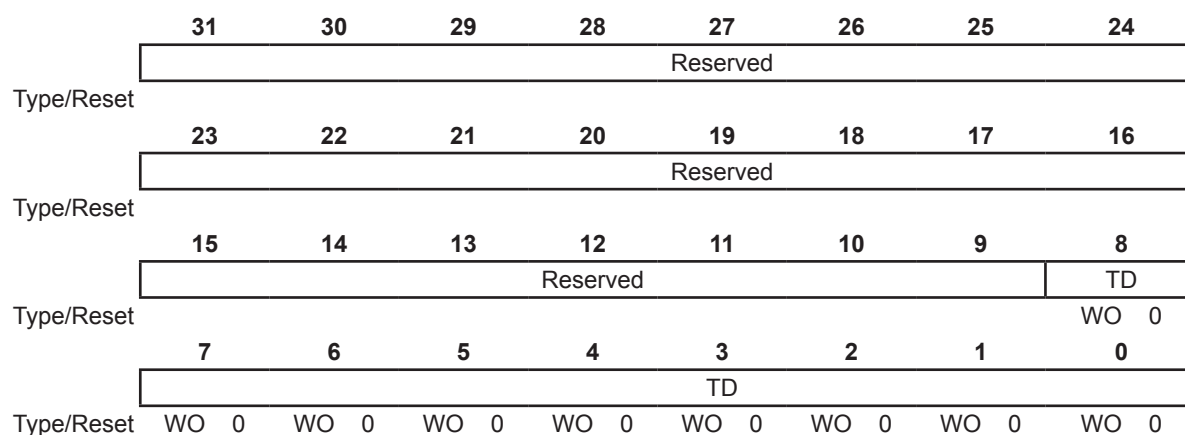 31 30 29 28 27 26 25 24
Reserved
Type/Reset
23 22 21 20 19 18 17 16
Reserved
Type/Reset
15 14 13 12 11 10 9 8
Reserved TD
Type/Reset WO 0
7 6 5 4 3 2 1 0
TD
Type/Reset WO 0 WO 0 WO 0 WO 0 WO 0 WO 0 WO 0 WO 0